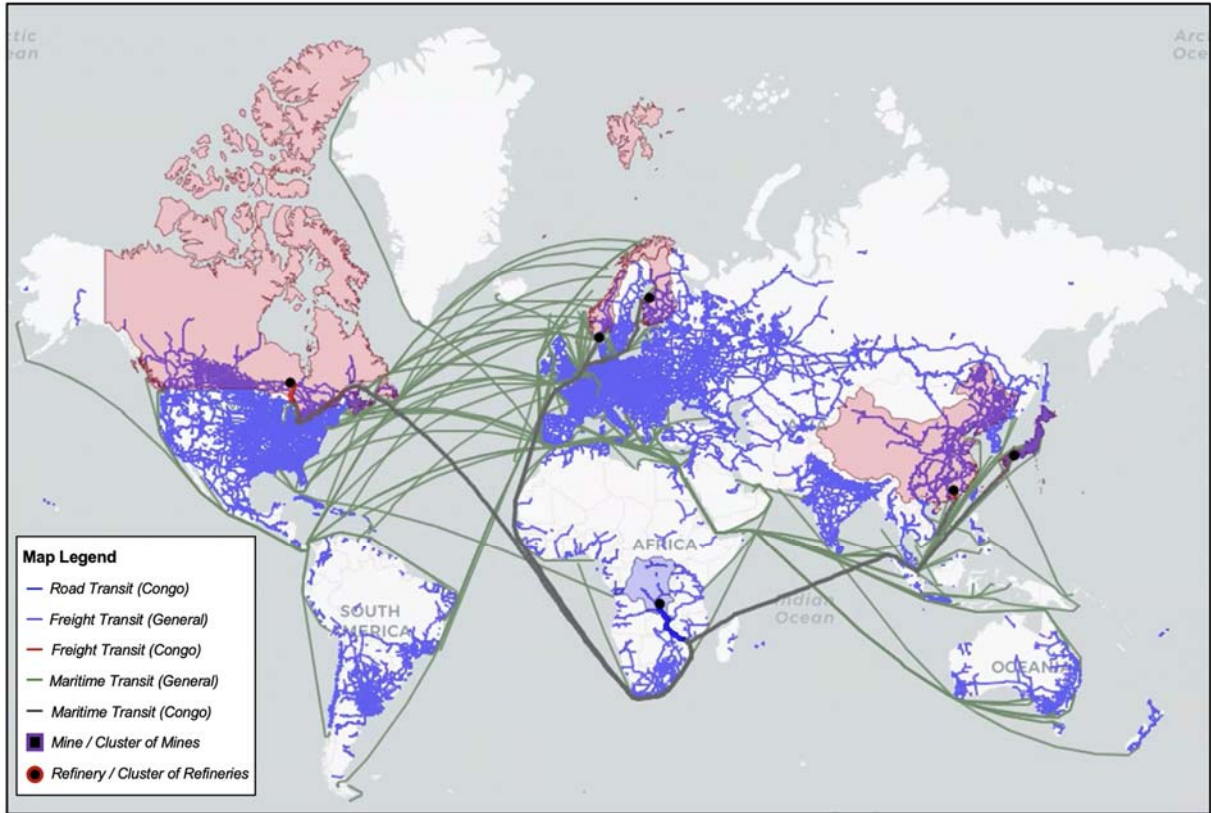 ctic
ean
Arc
Oce
ASIA
AFRICA
SOUTH
AMERICA
Indian
Ocean
OCEANIA
Map Legend
Road Transit (Congo)
Freight Transit (General)
Freight Transit (Congo)
Maritime Transit (General)
Maritime Transit (Congo)
Mine / Cluster of Mines
Refinery / Cluster of Refineries